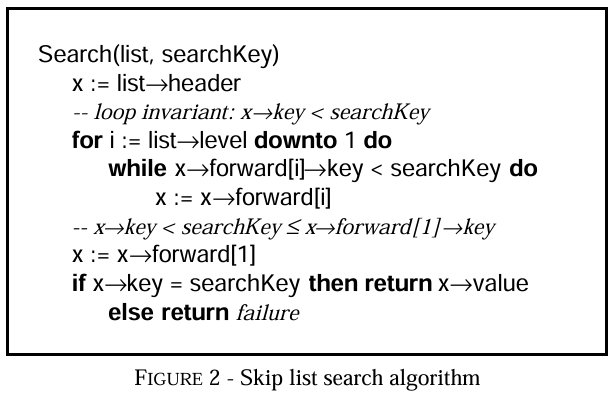 Search(list, searchKey)
x := list→header
-- loop invariant: x→key < searchKey
for i := list→level downto 1 do
while x→forward[i]→key < searchKey do
x := x→forward[i]
-- x→key < searchKey ≤ x→forward[1]→key
x := x→forward[1]
if x→key = searchKey then return x→value
else return failure
FIGURE 2 - Skip list search algorithm